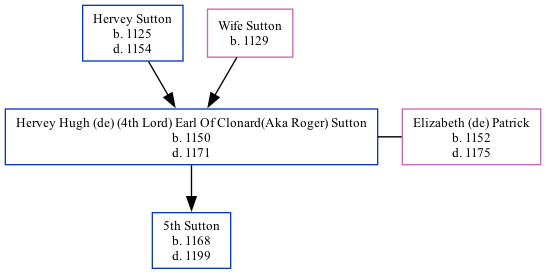 Hervey Sutton
b. 1125
d. 1154
Wife Sutton
b. 1129
Hervey Hugh (de) (4th Lord) Earl Of Clonard(Aka Roger) Sutton
b. 1150
d. 1171
Elizabeth (de) Patrick
b. 1152
d. 1175
5th Sutton
b. 1168
d. 1199